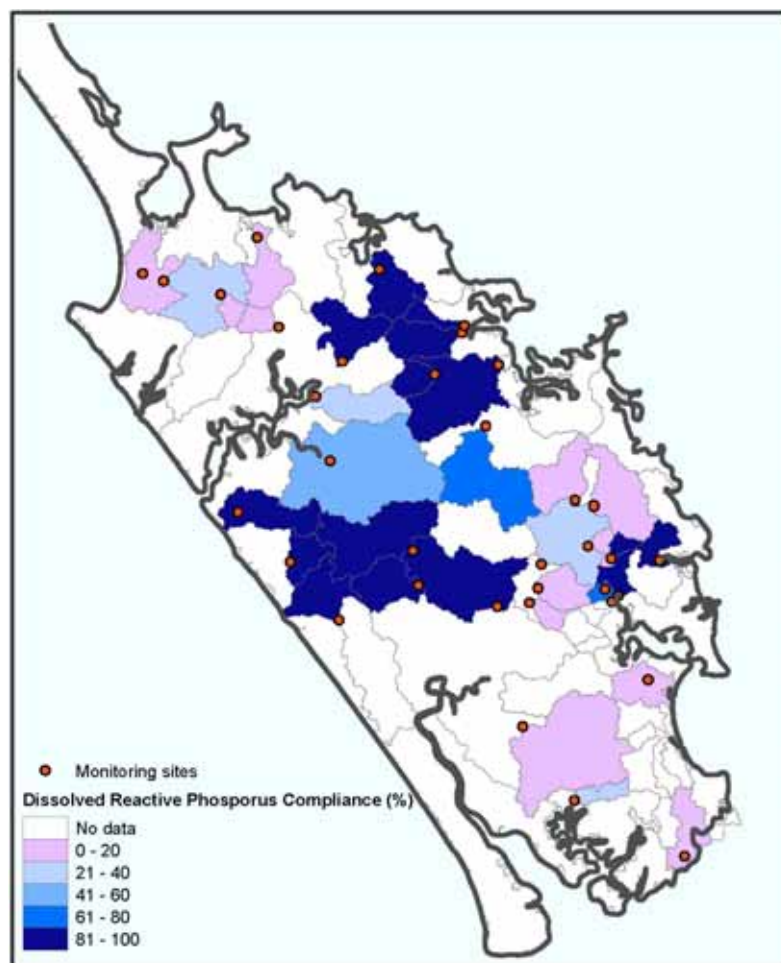 Monitoring sites
Dissolved Reactive Phosporus Compliance (%)
No data
0 - 20
21 - 40
41 - 60
61 - 80
81 - 100